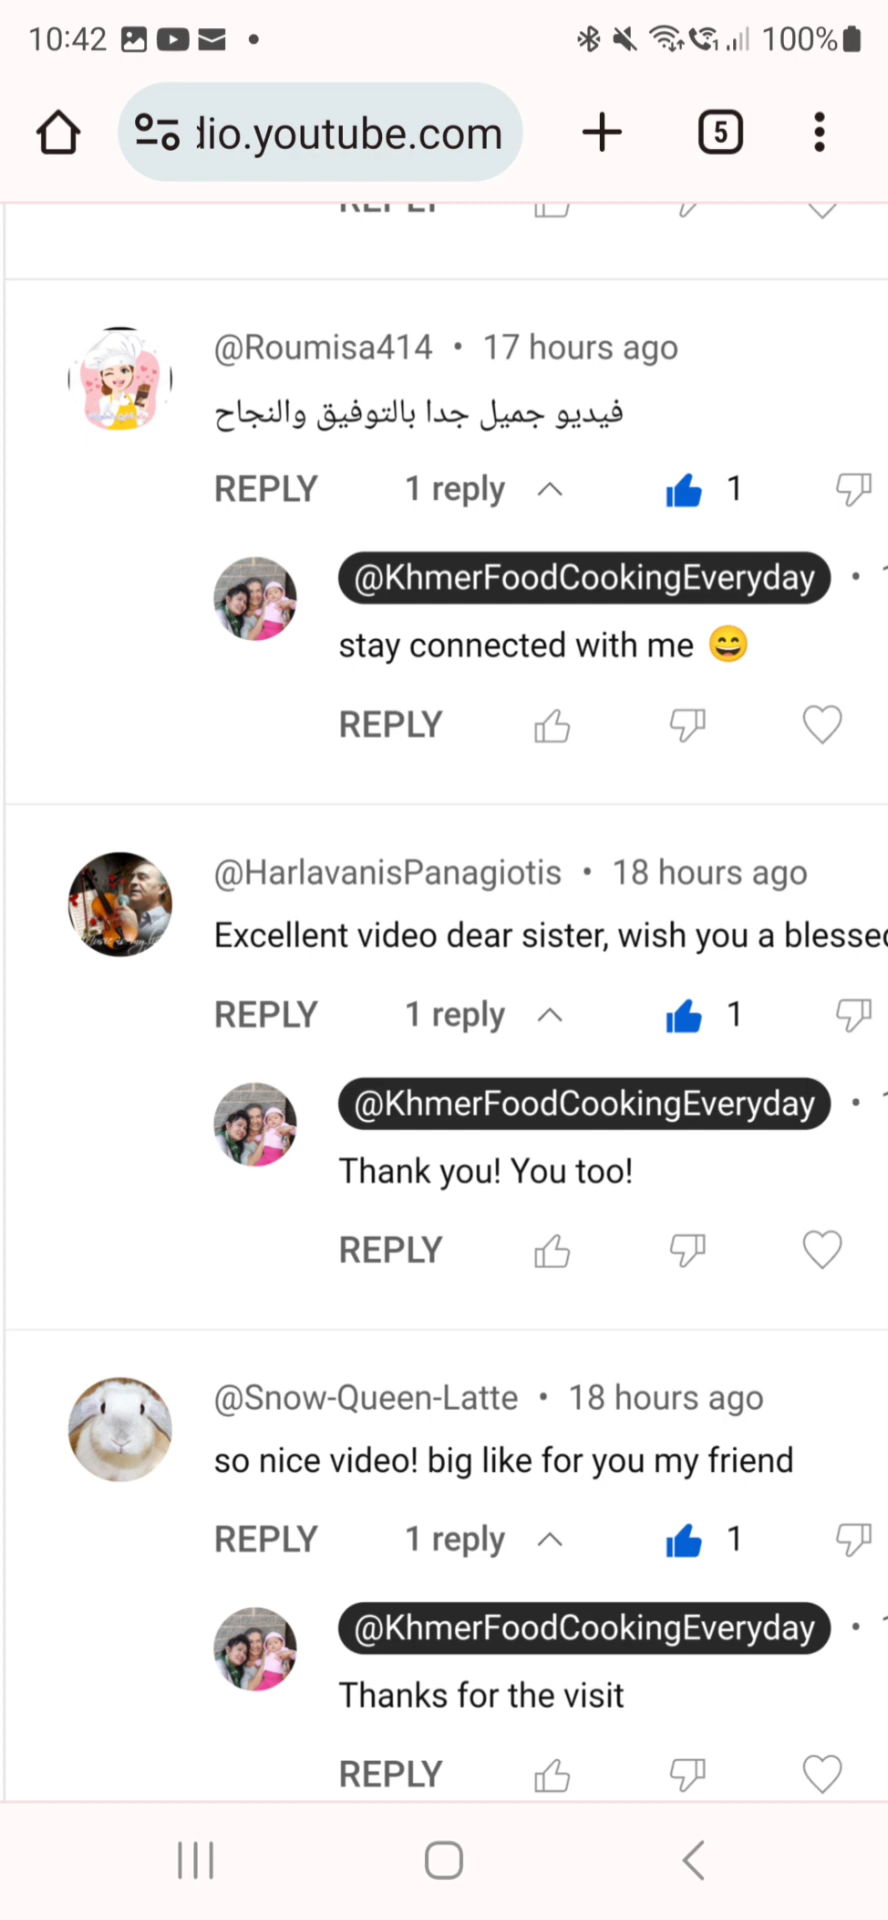 10:42 100%
dio.youtube.com 5
REPLY
@Roumisa414 • 17 hours ago
فيديو جميل جدا بالتوفيق والنجاح
REPLY 1 reply 1
@KhmerFoodCookingEveryday •
stay connected with me 😄
REPLY
@HarlavanisPanagiotis • 18 hours ago
Excellent video dear sister, wish you a blessed
REPLY 1 reply 1
@KhmerFoodCookingEveryday •
Thank you! You too!
REPLY
@Snow-Queen-Latte • 18 hours ago
so nice video! big like for you my friend
REPLY 1 reply 1
@KhmerFoodCookingEveryday •
Thanks for the visit
REPLY